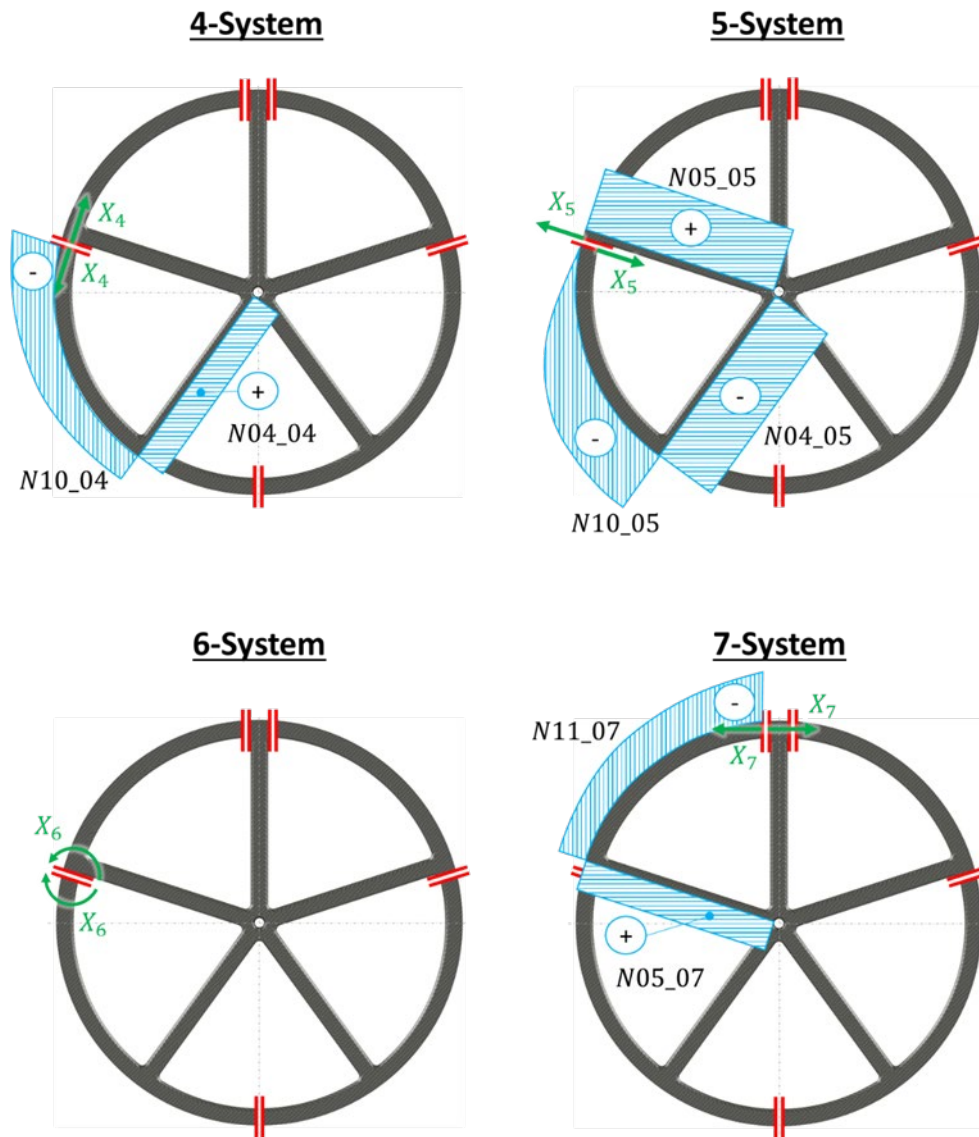 4-System
5-System
X4
X4
-
+
N04_04
N10_04
N05_05
X5
X5
+
-
-
N04_05
N10_05
6-System
7-System
X6
X6
N11_07
-
X7
X7
+
N05_07